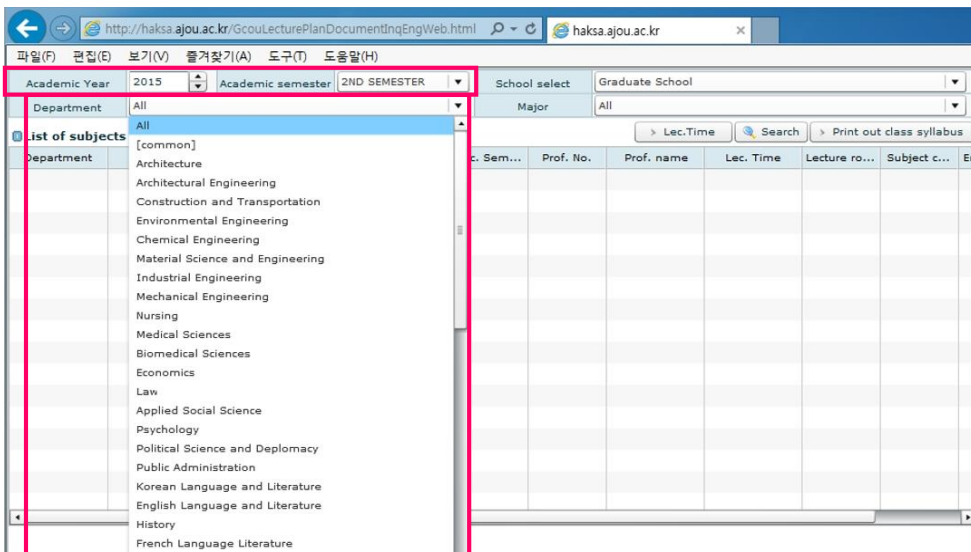 http://haksa.ajou.ac.kr/GcouLecturePlanDocumentInqEngWeb.html
haksa.ajou.ac.kr
파일(F) 편집(E) 보기(V) 즐겨찾기(A) 도구(T) 도움말(H)
Academic Year 2015 Academic semester 2ND SEMESTER School select Graduate School
Department All Major All
List of subjects
Lec.Time Search Print out class syllabus
Department c. Sem... Prof. No. Prof. name Lec. Time Lecture ro... Subject c...
All
[common]
Architecture
Architectural Engineering
Construction and Transportation
Environmental Engineering
Chemical Engineering
Material Science and Engineering
Industrial Engineering
Mechanical Engineering
Nursing
Medical Sciences
Biomedical Sciences
Economics
Law
Applied Social Science
Psychology
Political Science and Deplomacy
Public Administration
Korean Language and Literature
English Language and Literature
History
French Language Literature